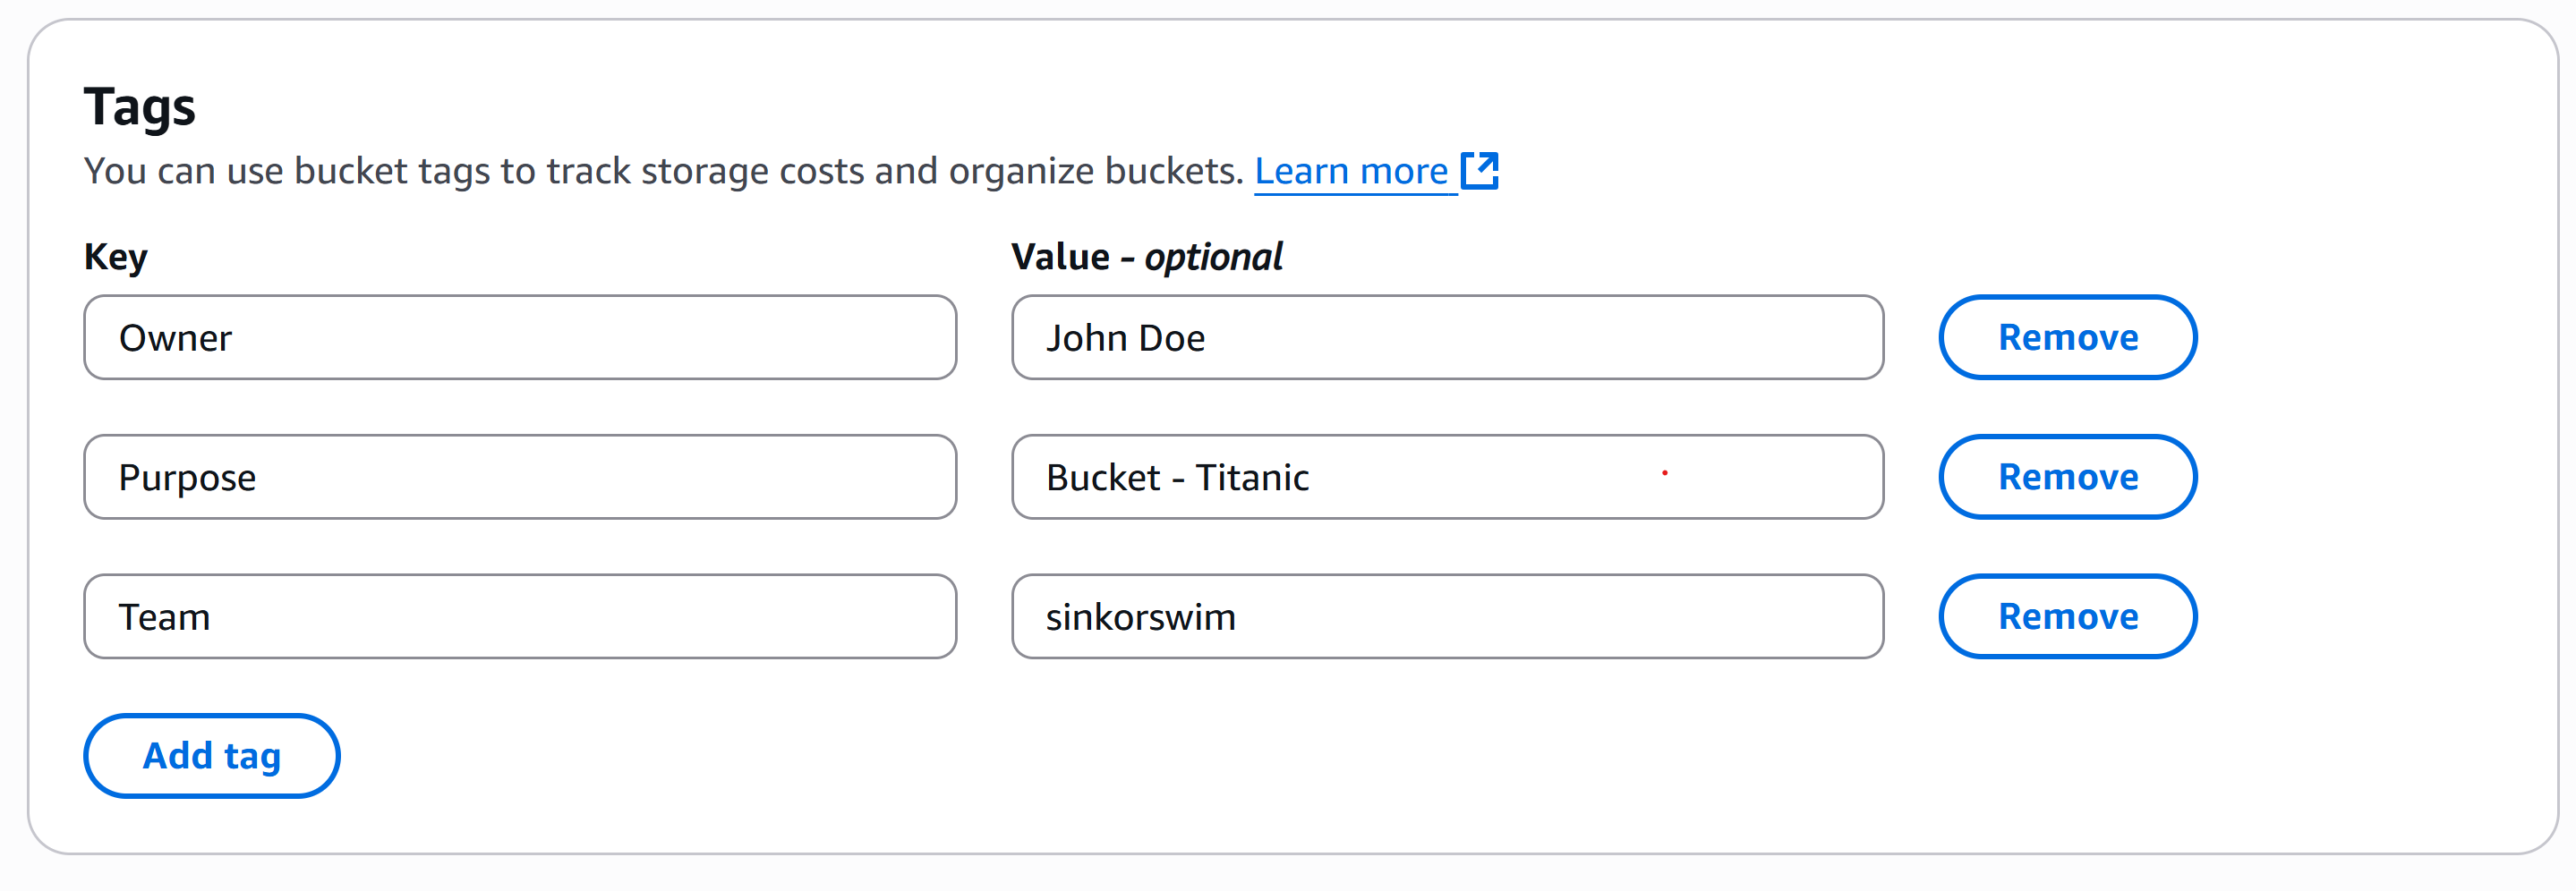 Tags
You can use bucket tags to track storage costs and organize buckets. Learn more
Key Value – optional
Owner John Doe Remove
Purpose Bucket - Titanic Remove
Team sinkorswim Remove
Add tag